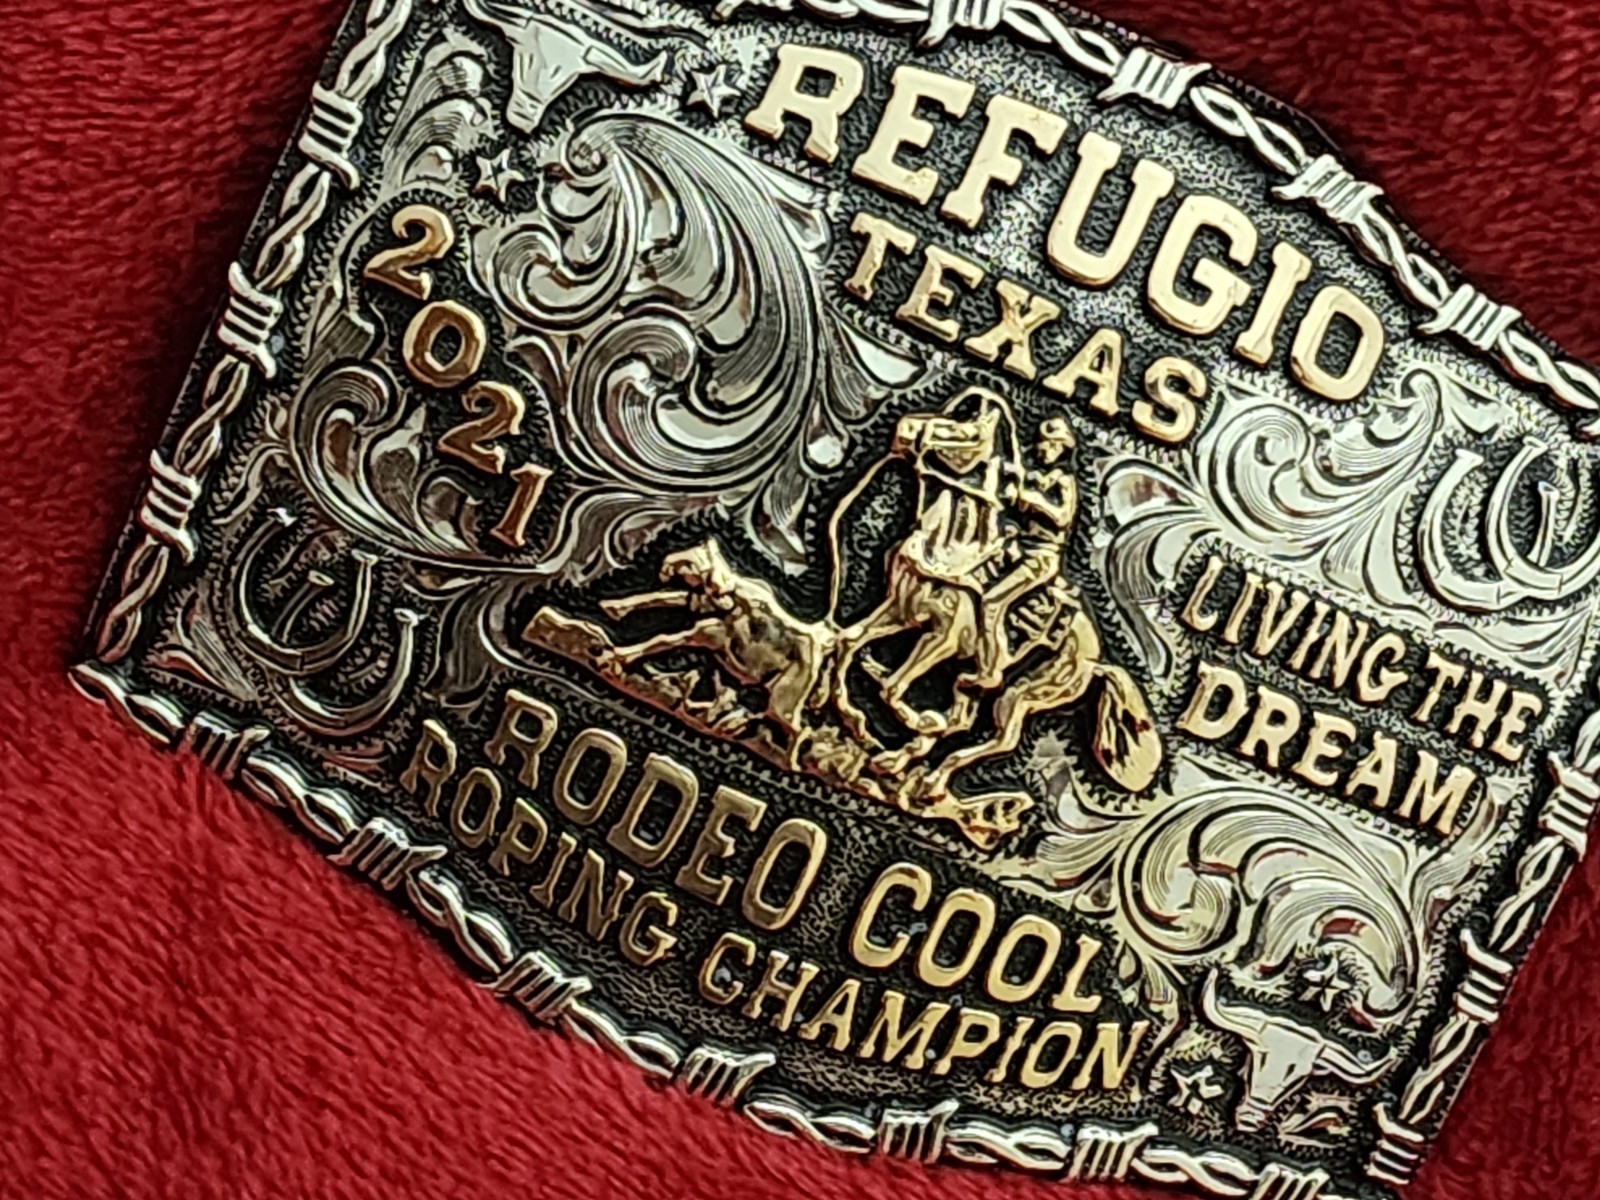 REFUGIO
TEXAS
2021
LIVING THE
DREAM
RODEO COOL
ROPING CHAMPION